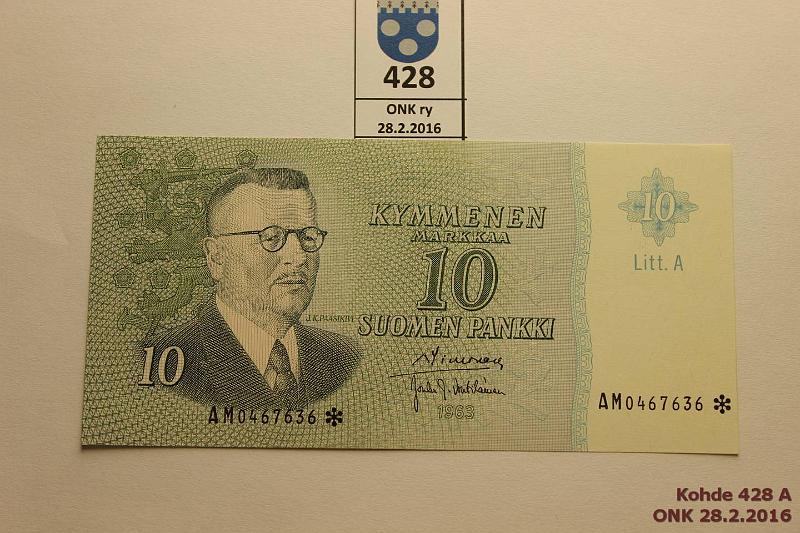 428
ONK ry
28.2.2016
KYMMENEN
MARKKAA
10
SUOMEN PANKKI
J.K.PAASIKIVI
10
1963
AM0467636 *
10
Litt. A
AM0467636 *
Kohde 428 A
ONK 28.2.2016